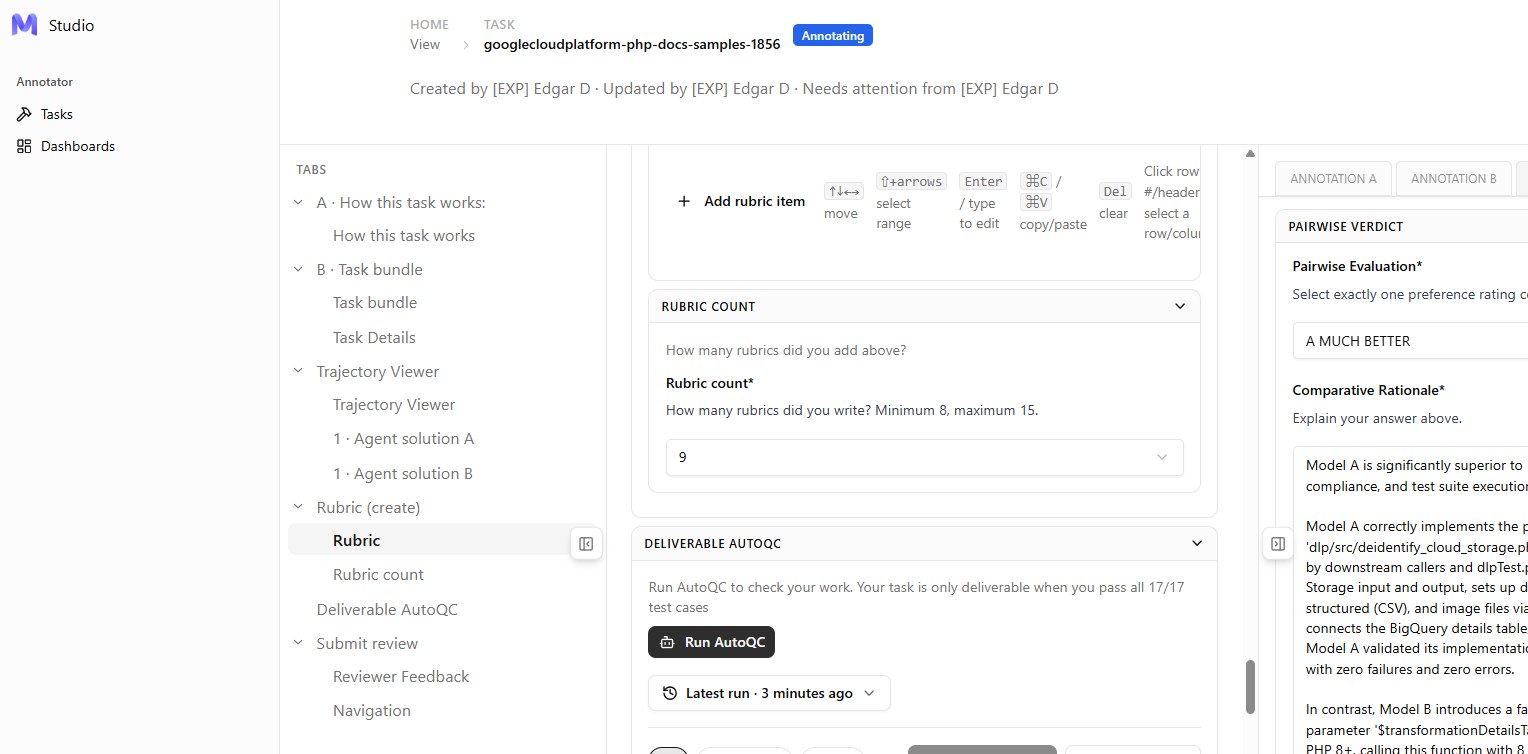 Studio
Annotator
Tasks
Dashboards
HOME
View
TASK
googlecloudplatform-php-docs-samples-1856
Annotating
Created by [EXP] Edgar D · Updated by [EXP] Edgar D · Needs attention from [EXP] Edgar D
TABS
A · How this task works:
How this task works
B · Task bundle
Task bundle
Task Details
Trajectory Viewer
Trajectory Viewer
1 · Agent solution A
1 · Agent solution B
Rubric (create)
Rubric
Rubric count
Deliverable AutoQC
Submit review
Reviewer Feedback
Navigation
+ Add rubric item
↑↓↔
move
⇧+arrows
select
range
Enter
/ type
to edit
⌘C /
⌘V
copy/paste
Del
clear
Click row
#/header
select a
row/colu
RUBRIC COUNT
How many rubrics did you add above?
Rubric count*
How many rubrics did you write? Minimum 8, maximum 15.
9
DELIVERABLE AUTOQC
Run AutoQC to check your work. Your task is only deliverable when you pass all 17/17
test cases
Run AutoQC
Latest run · 3 minutes ago
ANNOTATION A
ANNOTATION B
PAIRWISE VERDICT
Pairwise Evaluation*
Select exactly one preference rating c
A MUCH BETTER
Comparative Rationale*
Explain your answer above.
Model A is significantly superior to
compliance, and test suite execution
Model A correctly implements the p
'dlp/src/deidentify_cloud_storage.ph
by downstream callers and dlpTest.p
Storage input and output, sets up d
structured (CSV), and image files via
connects the BigQuery details table
Model A validated its implementatio
with zero failures and zero errors.
In contrast, Model B introduces a fa
parameter '$transformationDetailsTa
PHP 8+, calling this function with 8